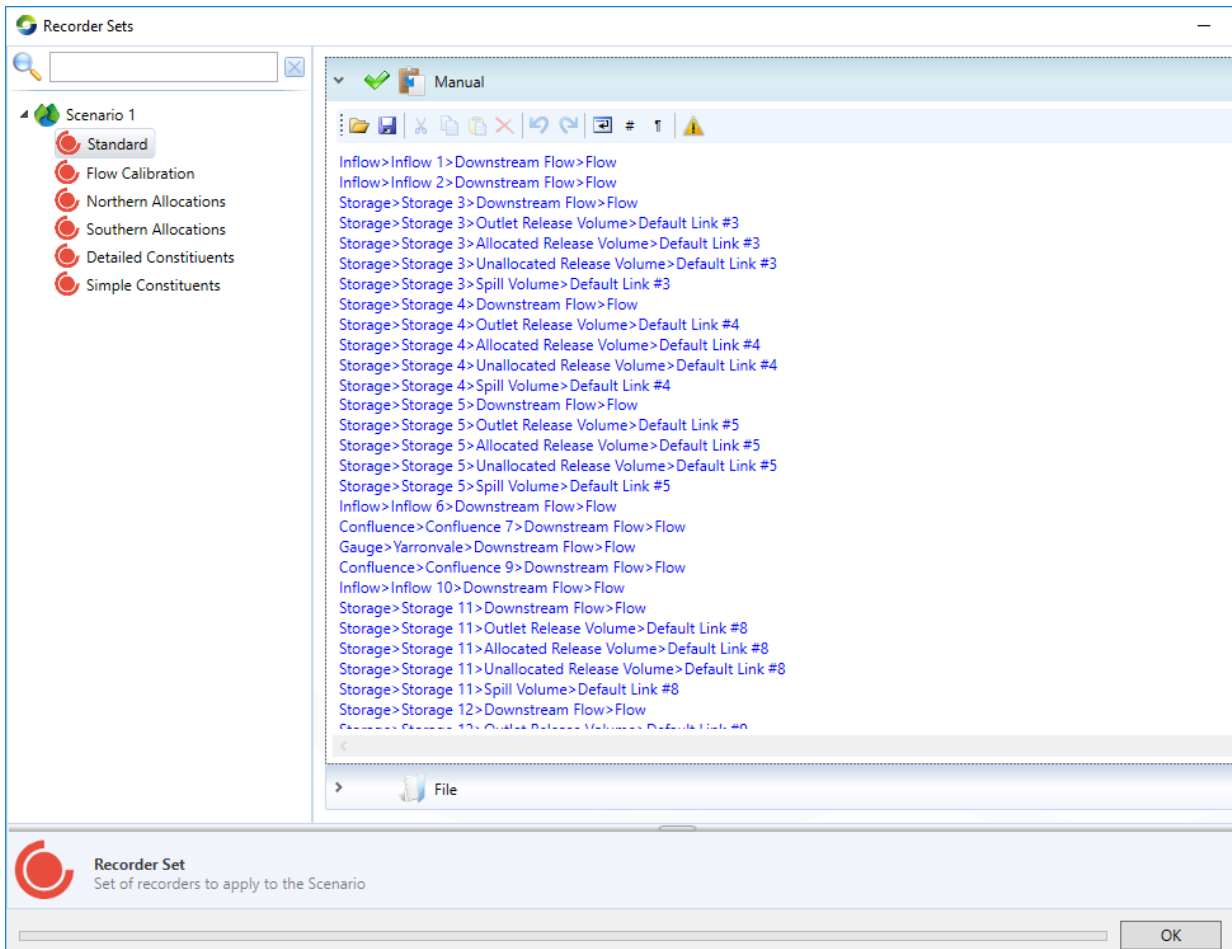 Recorder Sets
Scenario 1
Standard
Flow Calibration
Northern Allocations
Southern Allocations
Detailed Constitiuents
Simple Constituents
Manual
# ¶
Inflow>Inflow 1>Downstream Flow>Flow
Inflow>Inflow 2>Downstream Flow>Flow
Storage>Storage 3>Downstream Flow>Flow
Storage>Storage 3>Outlet Release Volume>Default Link #3
Storage>Storage 3>Allocated Release Volume>Default Link #3
Storage>Storage 3>Unallocated Release Volume>Default Link #3
Storage>Storage 3>Spill Volume>Default Link #3
Storage>Storage 4>Downstream Flow>Flow
Storage>Storage 4>Outlet Release Volume>Default Link #4
Storage>Storage 4>Allocated Release Volume>Default Link #4
Storage>Storage 4>Unallocated Release Volume>Default Link #4
Storage>Storage 4>Spill Volume>Default Link #4
Storage>Storage 5>Downstream Flow>Flow
Storage>Storage 5>Outlet Release Volume>Default Link #5
Storage>Storage 5>Allocated Release Volume>Default Link #5
Storage>Storage 5>Unallocated Release Volume>Default Link #5
Storage>Storage 5>Spill Volume>Default Link #5
Inflow>Inflow 6>Downstream Flow>Flow
Confluence>Confluence 7>Downstream Flow>Flow
Gauge>Yarronvale>Downstream Flow>Flow
Confluence>Confluence 9>Downstream Flow>Flow
Inflow>Inflow 10>Downstream Flow>Flow
Storage>Storage 11>Downstream Flow>Flow
Storage>Storage 11>Outlet Release Volume>Default Link #8
Storage>Storage 11>Allocated Release Volume>Default Link #8
Storage>Storage 11>Unallocated Release Volume>Default Link #8
Storage>Storage 11>Spill Volume>Default Link #8
Storage>Storage 12>Downstream Flow>Flow
Storage>Storage 12>Outlet Release Volume>Default Link #9
File
Recorder Set
Set of recorders to apply to the Scenario
OK